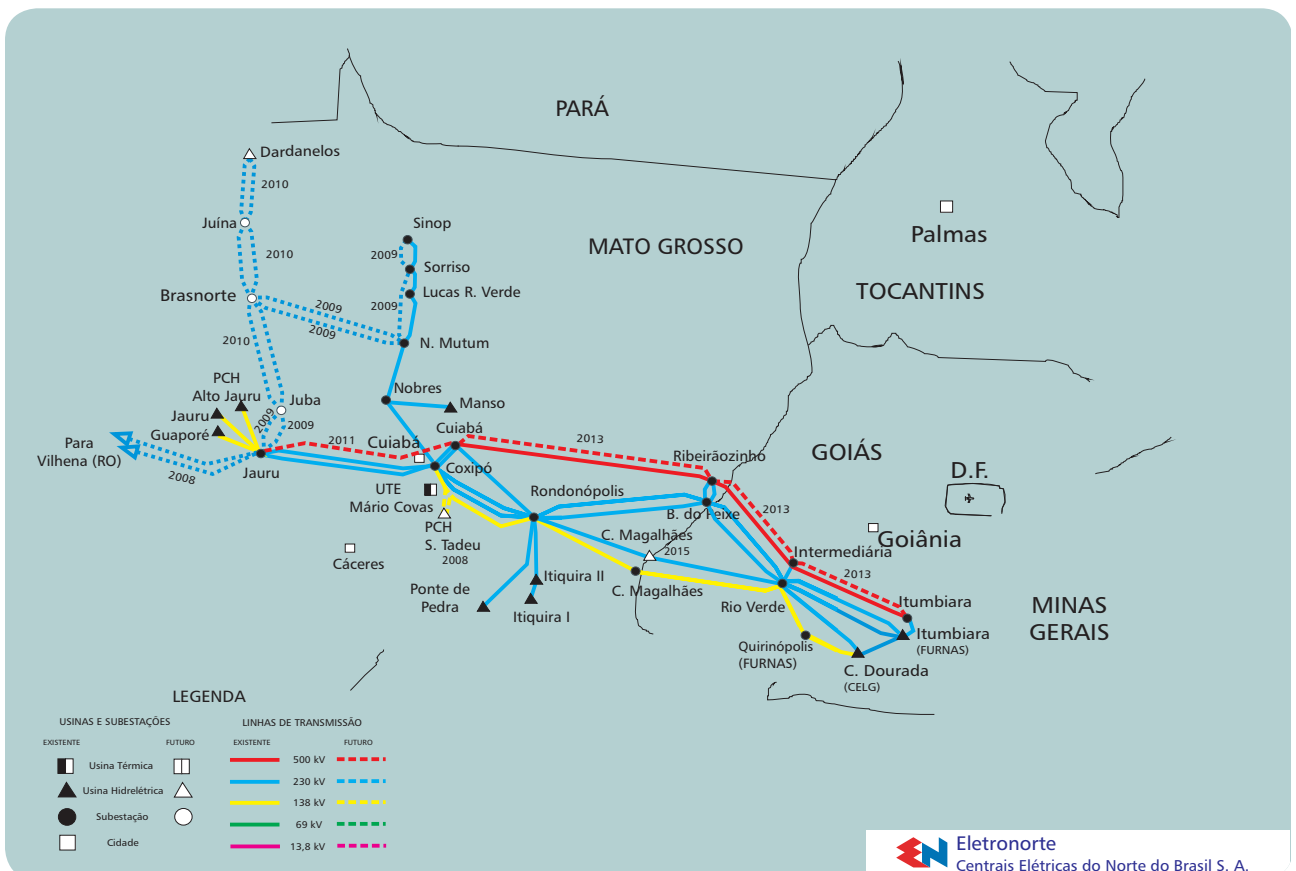 PARÁ
Dardanelos
2010
Juína
2010
Brasnorte
2009
2009
2010
Sinop
2009
Sorriso
2009
Lucas R. Verde
N. Mutum
MATO GROSSO
Palmas
TOCANTINS
PCH
Alto Jauru
Jauru
Guaporé
Juba
2009
2009
Nobres
Manso
Para
Vilhena (RO)
2008
Jauru
2011
Cuiabá
Cuiabá
Coxipó
2013
Ribeirãozinho
GOIÁS
D.F.
UTE
Mário Covas
PCH
S. Tadeu
2008
Rondonópolis
B. do Peixe
2013
Goiânia
C. Magalhães
2015
Intermediária
2013
Cáceres
Ponte de
Pedra
Itiquira II
Itiquira I
C. Magalhães
Rio Verde
Itumbiara
Itumbiara
(FURNAS)
MINAS
GERAIS
Quirinópolis
(FURNAS)
C. Dourada
(CELG)
LEGENDA
USINAS E SUBESTAÇÕES
LINHAS DE TRANSMISSÃO
EXISTENTE
FUTURO
EXISTENTE
FUTURO
Usina Térmica
500 kV
230 kV
Usina Hidrelétrica
138 kV
Subestação
69 kV
Cidade
13,8 kV
Eletronorte
Centrais Elétricas do Norte do Brasil S. A.